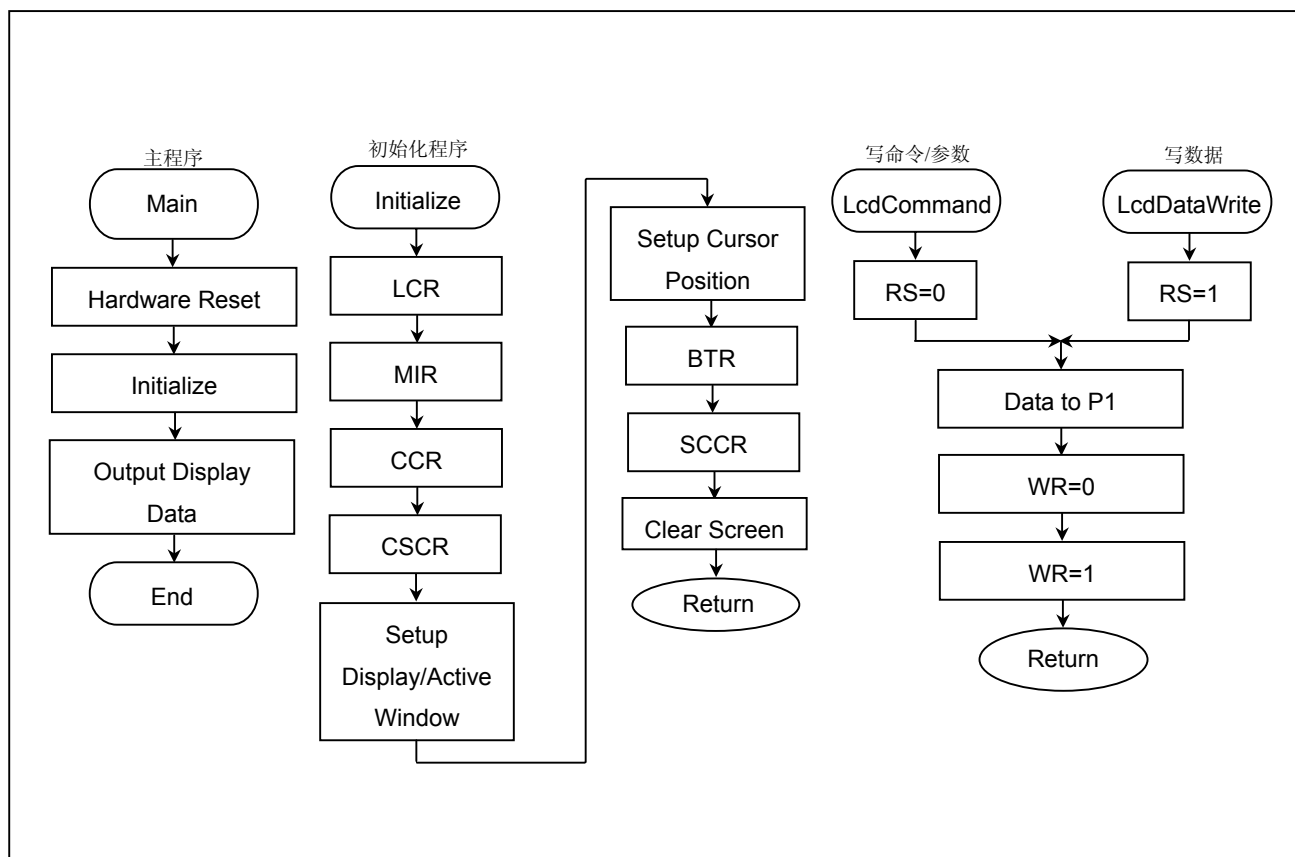 主程序
Main
Hardware Reset
Initialize
Output Display
Data
End
初始化程序
Initialize
LCR
MIR
CCR
CSCR
Setup
Display/Active
Window
Setup Cursor
Position
BTR
SCCR
Clear Screen
Return
写命令/参数
LcdCommand
RS=0
写数据
LcdDataWrite
RS=1
Data to P1
WR=0
WR=1
Return